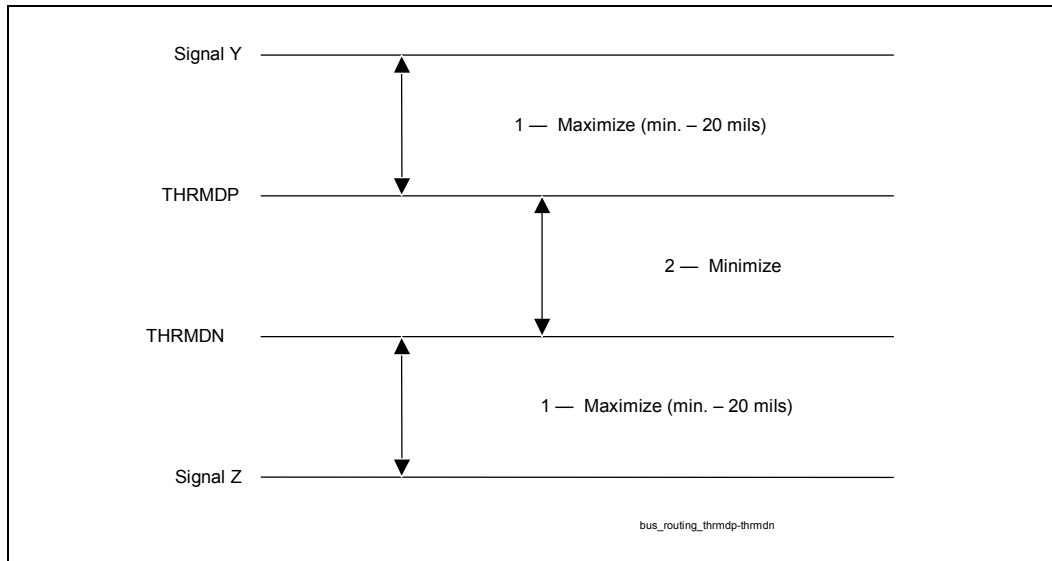 Signal Y
1 — Maximize (min. – 20 mils)
THRMDP
2 — Minimize
THRMDN
1 — Maximize (min. – 20 mils)
Signal Z
bus_routing_thrmdp-thrmdn